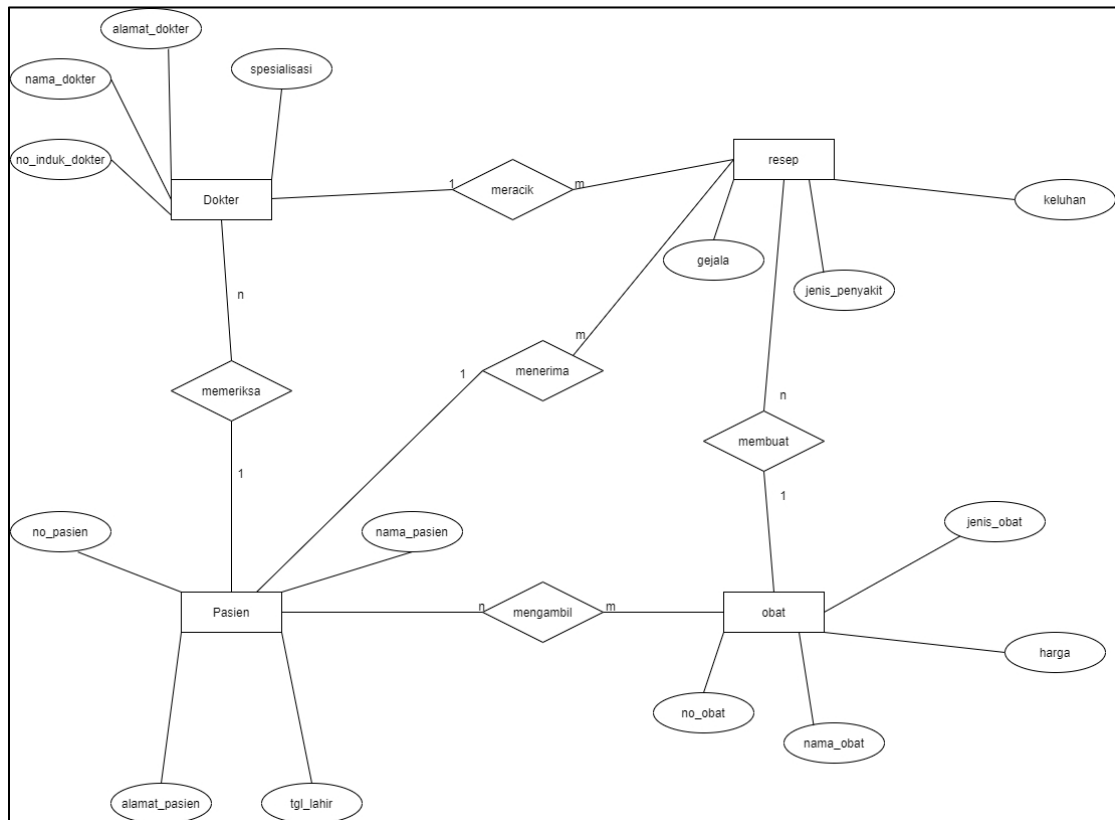 alamat_dokter
spesialisasi
nama_dokter
no_induk_dokter
Dokter
1
meracik
m
resep
keluhan
gejala
jenis_penyakit
n
m
menerima
1
memeriksa
n
membuat
1
1
no_pasien
nama_pasien
jenis_obat
Pasien
n
mengambil
m
obat
harga
no_obat
nama_obat
alamat_pasien
tgl_lahir